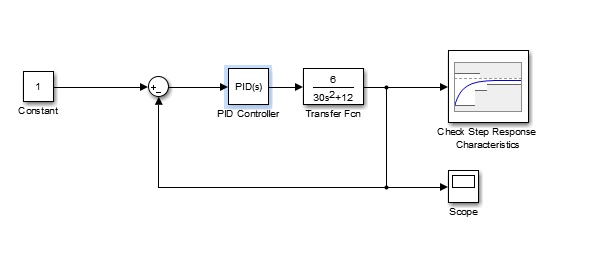 1
Constant
+
-
PID(s)
PID Controller
6
30s²+12
Transfer Fcn
Check Step Response
Characteristics
Scope